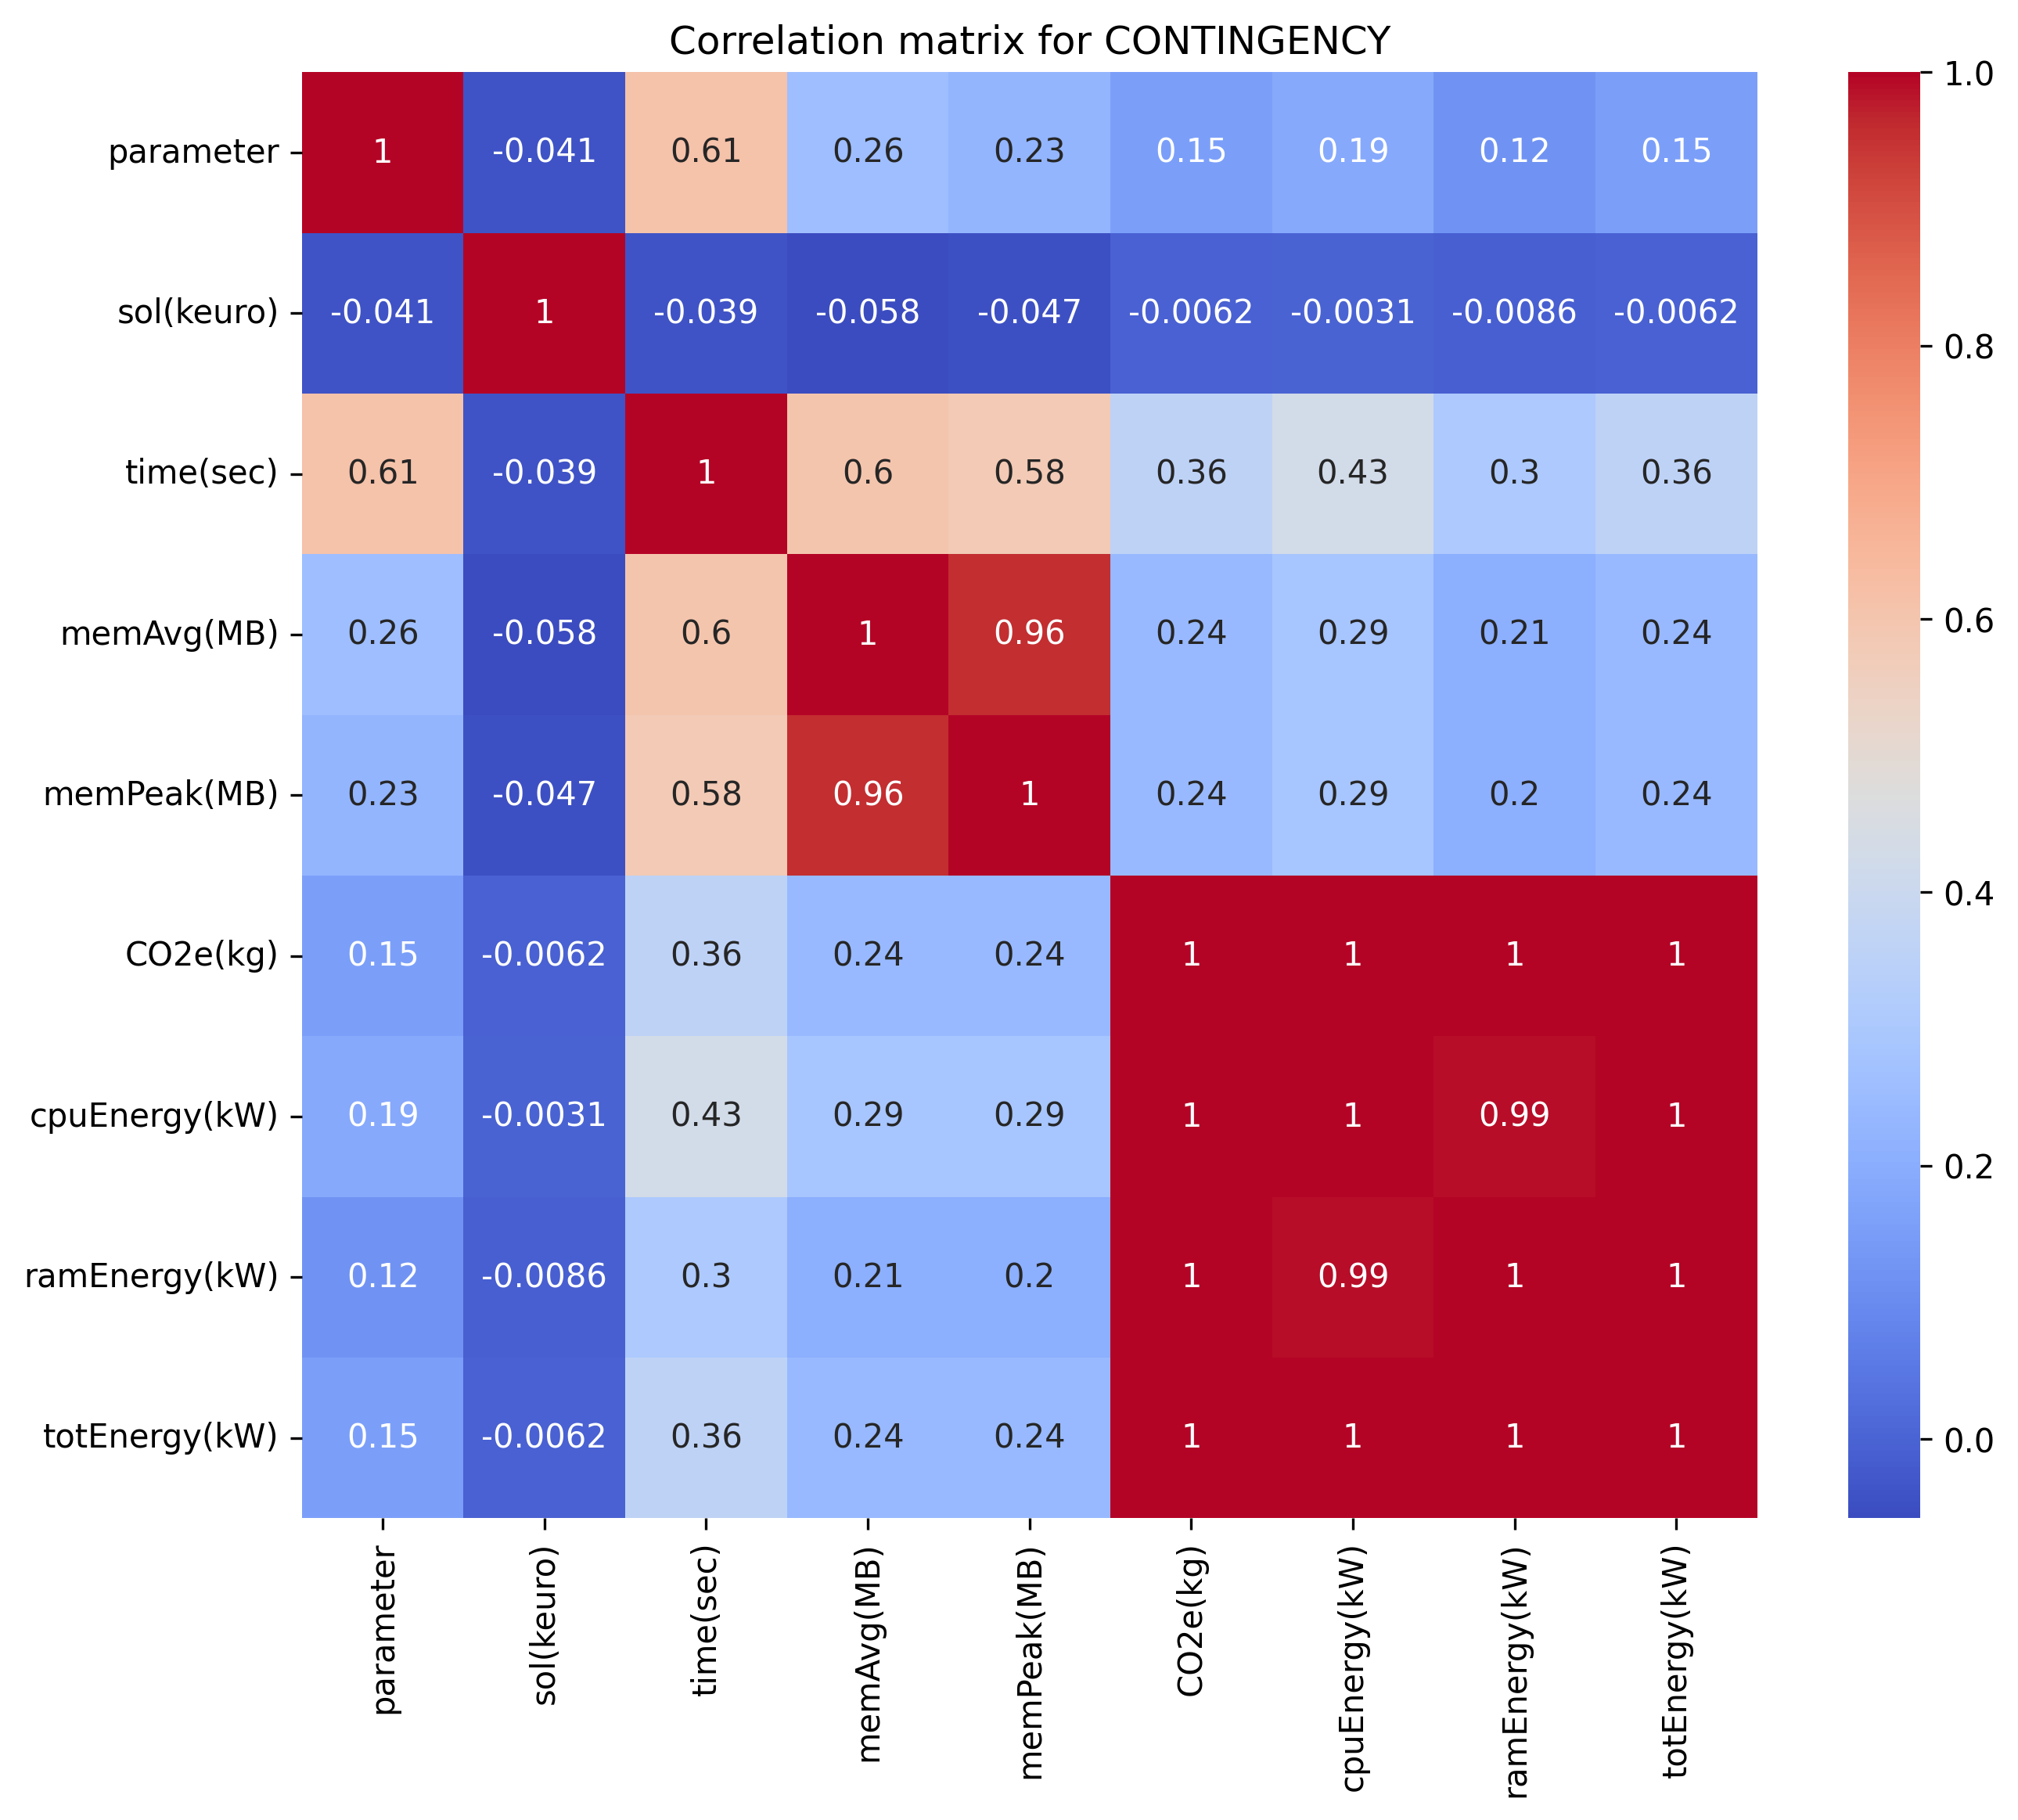 Correlation matrix for CONTINGENCY
parameter 1 -0.041 0.61 0.26 0.23 0.15 0.19 0.12 0.15
sol(keuro) -0.041 1 -0.039 -0.058 -0.047 -0.0062 -0.0031 -0.0086 -0.0062
time(sec) 0.61 -0.039 1 0.6 0.58 0.36 0.43 0.3 0.36
memAvg(MB) 0.26 -0.058 0.6 1 0.96 0.24 0.29 0.21 0.24
memPeak(MB) 0.23 -0.047 0.58 0.96 1 0.24 0.29 0.2 0.24
CO2e(kg) 0.15 -0.0062 0.36 0.24 0.24 1 1 1 1
cpuEnergy(kW) 0.19 -0.0031 0.43 0.29 0.29 1 1 0.99 1
ramEnergy(kW) 0.12 -0.0086 0.3 0.21 0.2 1 0.99 1 1
totEnergy(kW) 0.15 -0.0062 0.36 0.24 0.24 1 1 1 1
parameter sol(keuro) time(sec) memAvg(MB) memPeak(MB) CO2e(kg) cpuEnergy(kW) ramEnergy(kW) totEnergy(kW)
1.0
0.8
0.6
0.4
0.2
0.0